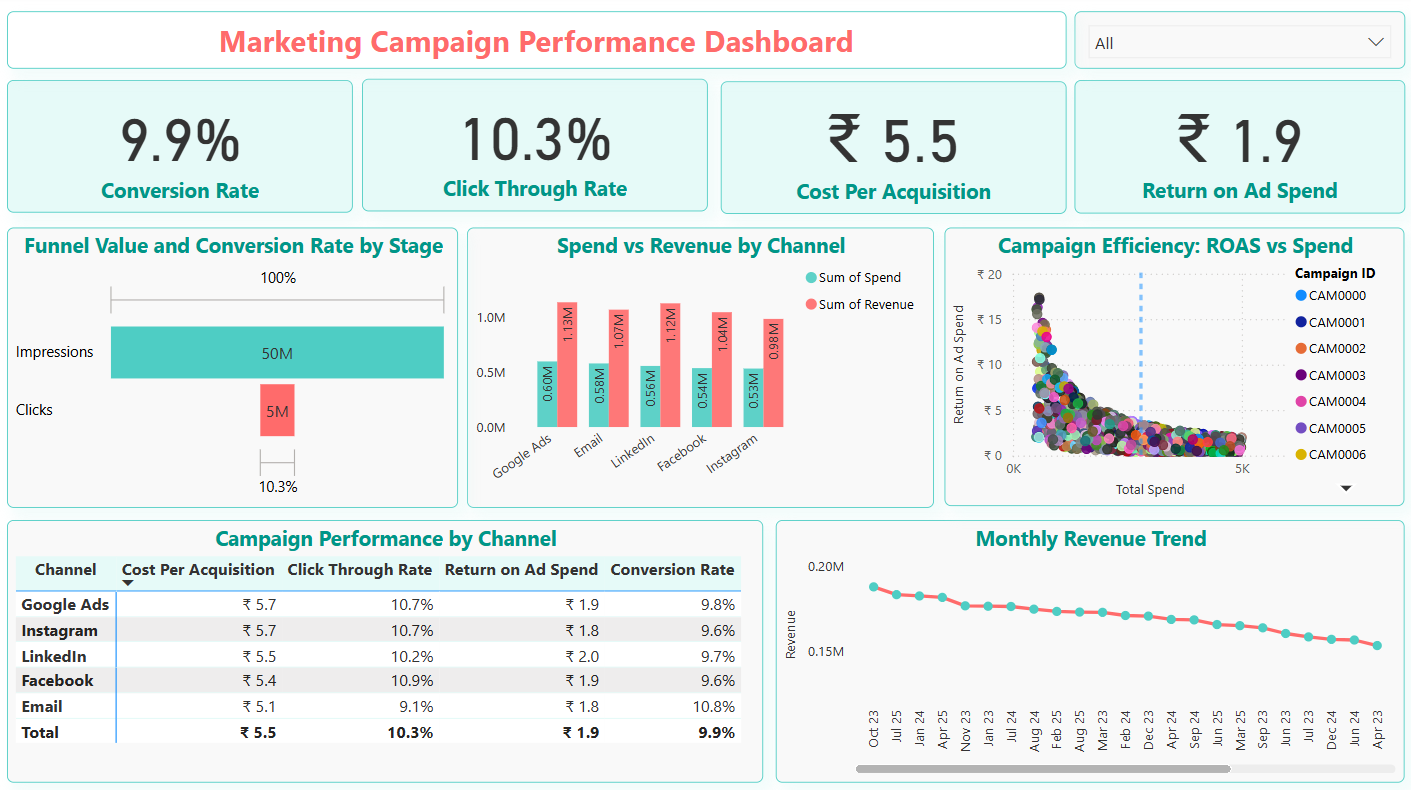 Marketing Campaign Performance Dashboard
All
9.9%
Conversion Rate
10.3%
Click Through Rate
₹ 5.5
Cost Per Acquisition
₹ 1.9
Return on Ad Spend
Funnel Value and Conversion Rate by Stage
100%
Impressions
50M
Clicks
5M
10.3%
Spend vs Revenue by Channel
Sum of Spend
Sum of Revenue
1.0M
0.5M
0.0M
0.60M
1.13M
0.58M
1.07M
0.56M
1.12M
0.54M
1.04M
0.53M
0.98M
Google Ads
Email
LinkedIn
Facebook
Instagram
Campaign Efficiency: ROAS vs Spend
Return on Ad Spend
₹ 20
₹ 15
₹ 10
₹ 5
₹ 0
0K
5K
Total Spend
Campaign ID
CAM0000
CAM0001
CAM0002
CAM0003
CAM0004
CAM0005
CAM0006
Campaign Performance by Channel
Channel Cost Per Acquisition Click Through Rate Return on Ad Spend Conversion Rate
Google Ads ₹ 5.7 10.7% ₹ 1.9 9.8%
Instagram ₹ 5.7 10.7% ₹ 1.8 9.6%
LinkedIn ₹ 5.5 10.2% ₹ 2.0 9.7%
Facebook ₹ 5.4 10.9% ₹ 1.9 9.6%
Email ₹ 5.1 9.1% ₹ 1.8 10.8%
Total ₹ 5.5 10.3% ₹ 1.9 9.9%
Monthly Revenue Trend
Revenue
0.20M
0.15M
Oct 23
Jul 25
Jan 24
Apr 25
Nov 23
Jan 23
Jul 24
Aug 24
Feb 25
Aug 25
Mar 23
Feb 24
Dec 23
Apr 24
Sep 24
Jun 25
Mar 25
Sep 23
Jun 23
Jul 23
Dec 24
Jun 24
Apr 23